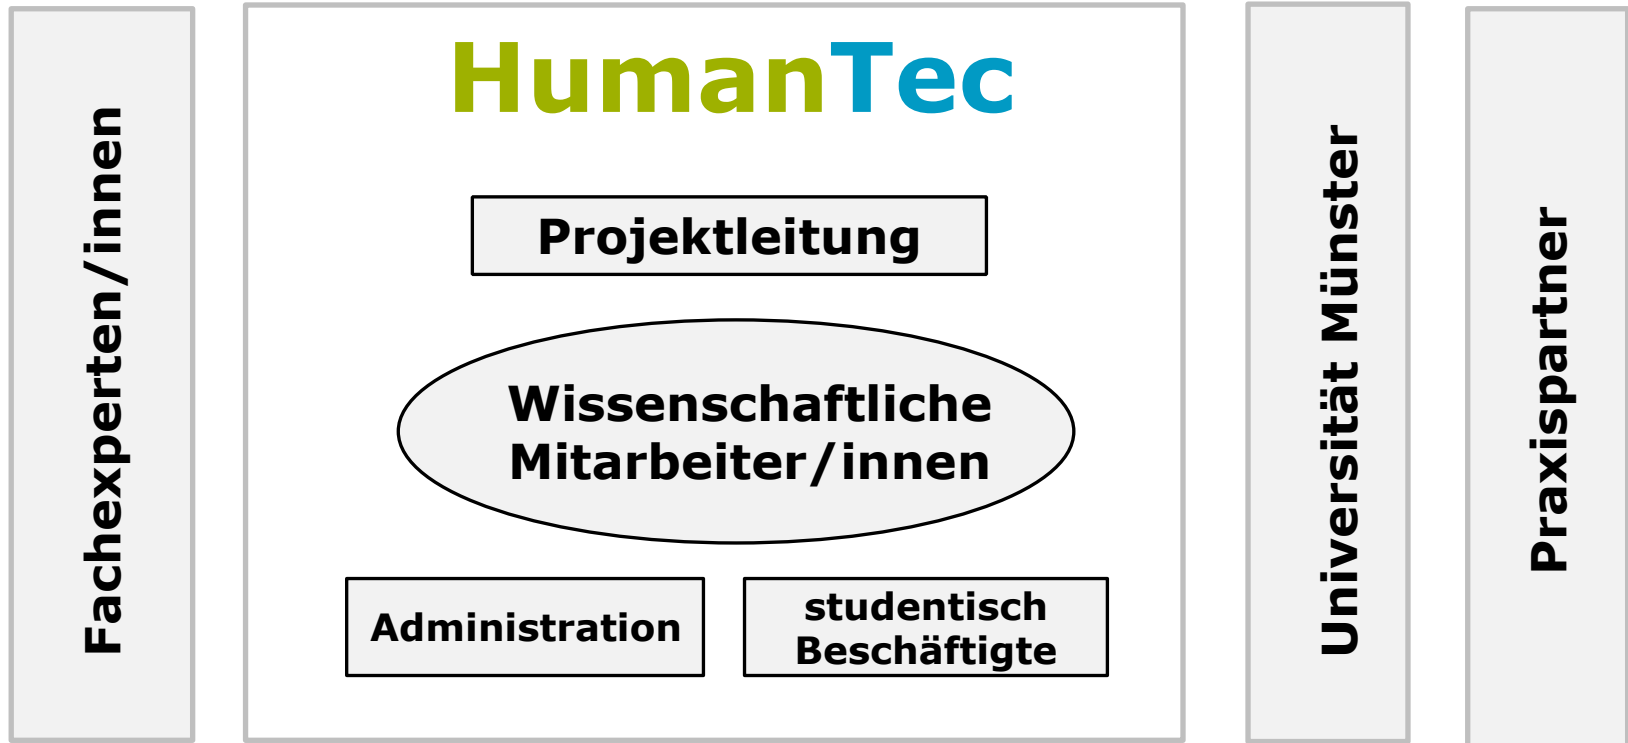 Fachexperten/innen
HumanTec
Projektleitung
Wissenschaftliche
Mitarbeiter/innen
Administration
studentisch
Beschäftigte
Universität Münster
Praxispartner